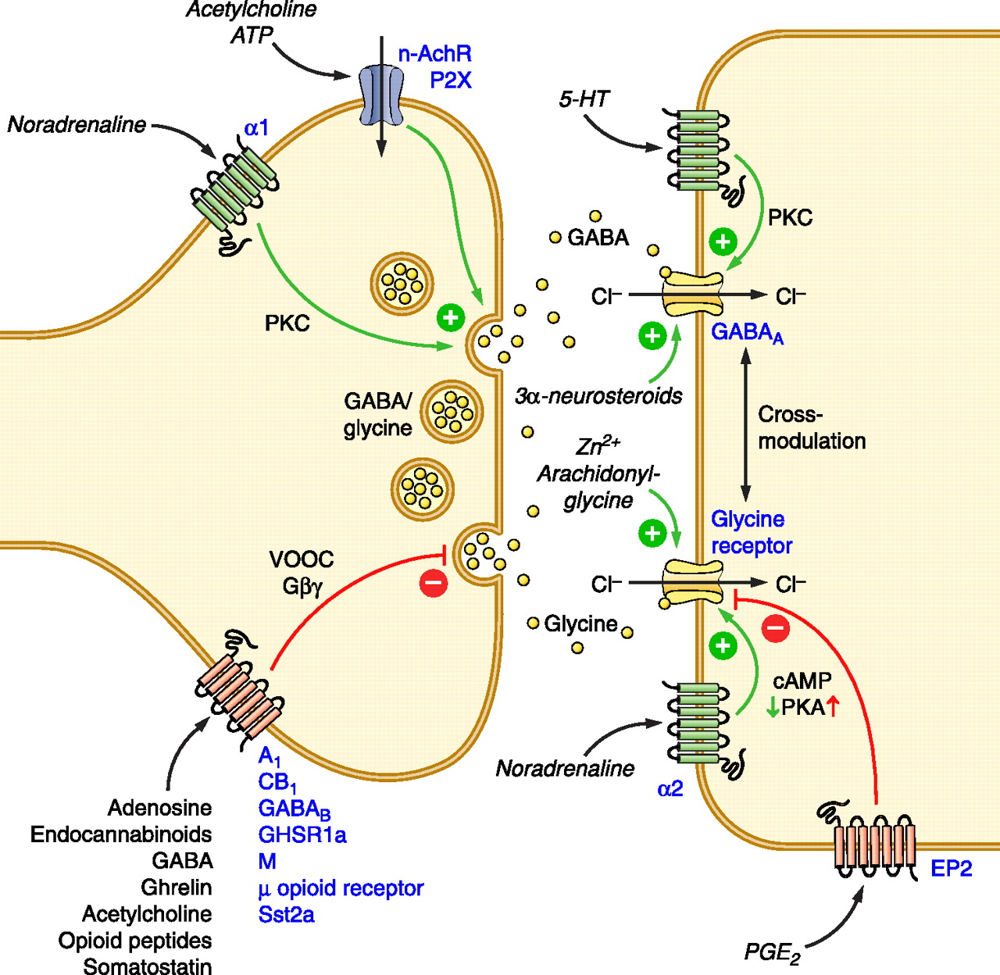 Acetylcholine
ATP
n-AchR
P2X
Noradrenaline
α1
PKC
GABA/
glycine
VOOC
Gβγ
A₁
CB₁
GABA_B
GHSR1a
M
μ opioid receptor
Sst2a
Adenosine
Endocannabinoids
GABA
Ghrelin
Acetylcholine
Opioid peptides
Somatostatin
5-HT
PKC
GABA
Cl⁻
Cl⁻
GABA_A
3α-neurosteroids
Cross-
modulation
Zn²⁺
Arachidonyl-
glycine
Glycine
receptor
Cl⁻
Cl⁻
Glycine
cAMP
↓PKA↑
Noradrenaline
α2
EP2
PGE₂